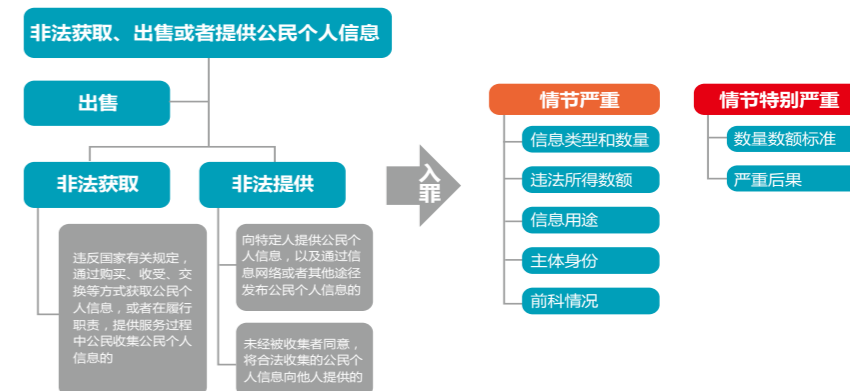 非法获取、出售或者提供公民个人信息
出售
非法获取
非法提供
违反国家有关规定，
通过购买、收受、交
换等方式获取公民个
人信息，或者在履行
职责，提供服务过程
中公民收集公民个人
信息的
向特定人提供公民个
人信息，以及通过信
息网络或者其他途径
发布公民个人信息的
未经被收集者同意，
将合法收集的公民个
人信息向他人提供的
入
罪
情节严重
信息类型和数量
违法所得数额
信息用途
主体身份
前科情况
情节特别严重
数量数额标准
严重后果